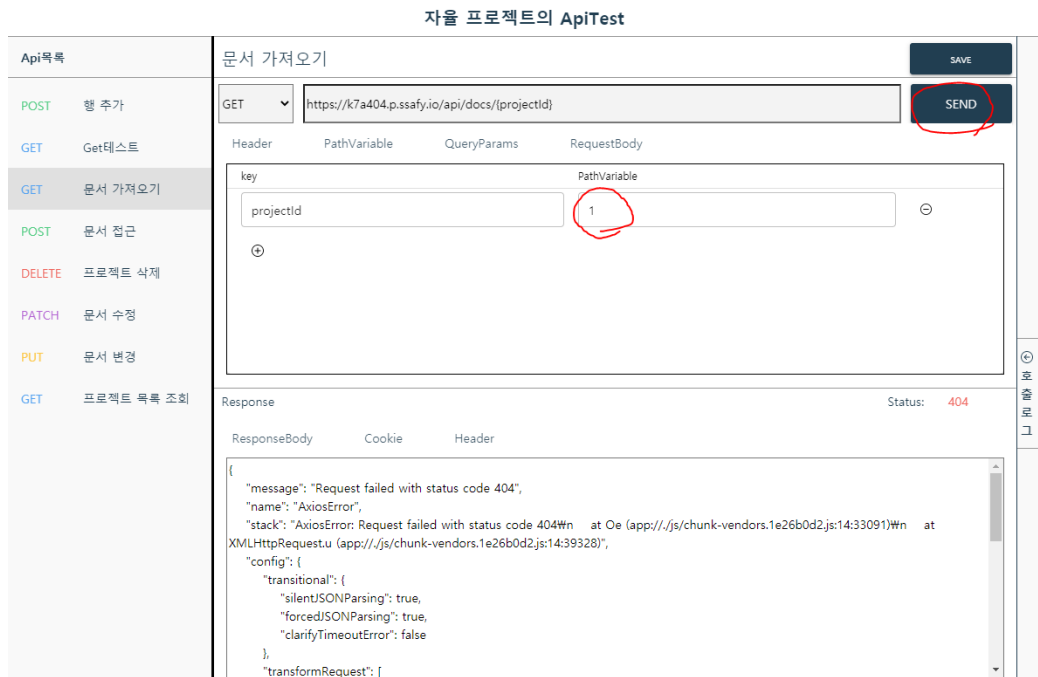 자율 프로젝트의 ApiTest
Api목록
문서 가져오기
SAVE
POST 행 추가
GET Get테스트
GET 문서 가져오기
POST 문서 접근
DELETE 프로젝트 삭제
PATCH 문서 수정
PUT 문서 변경
GET 프로젝트 목록 조회
GET
https://k7a404.p.ssafy.io/api/docs/{projectId}
SEND
Header PathVariable QueryParams RequestBody
key PathVariable
projectId 1
Response Status: 404
ResponseBody Cookie Header
{
"message": "Request failed with status code 404",
"name": "AxiosError",
"stack": "AxiosError: Request failed with status code 404₩n at Oe (app://./js/chunk-vendors.1e26b0d2.js:14:33091)₩n at
XMLHttpRequest.u (app://./js/chunk-vendors.1e26b0d2.js:14:39328)",
"config": {
"transitional": {
"silentJSONParsing": true,
"forcedJSONParsing": true,
"clarifyTimeoutError": false
},
"transformRequest": [
호출로그